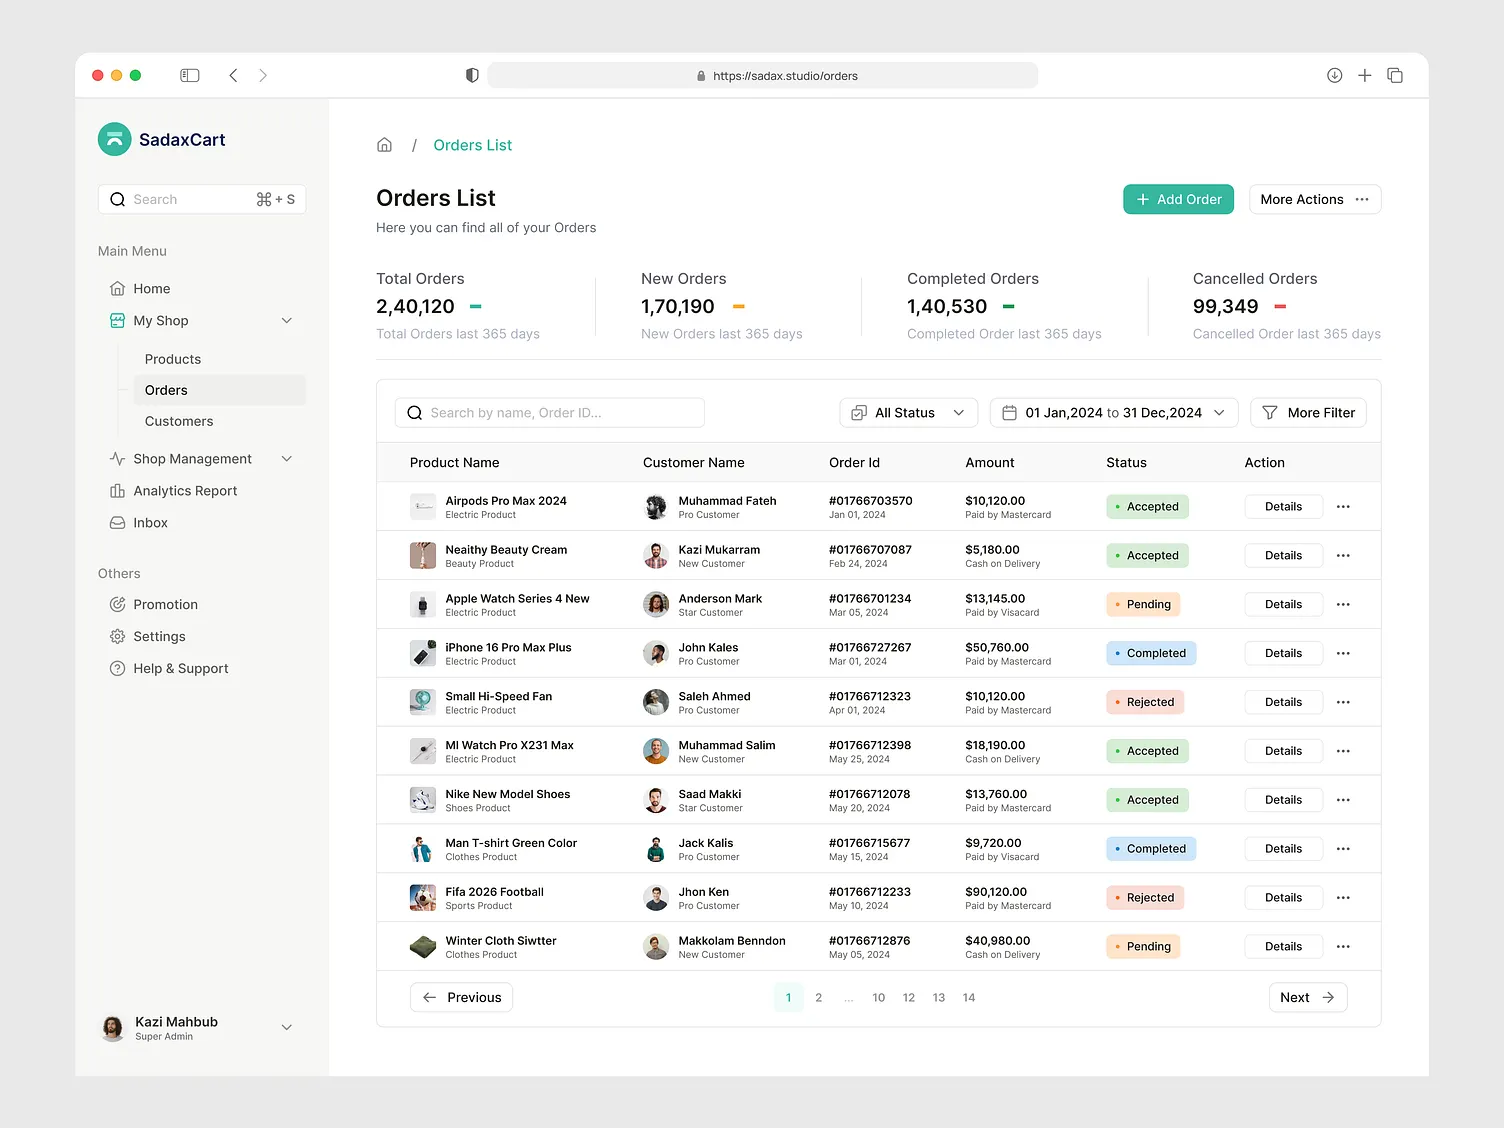 https://sadax.studio/orders
SadaxCart
Search ⌘ + S
Main Menu
Home
My Shop
Products
Orders
Customers
Shop Management
Analytics Report
Inbox
Others
Promotion
Settings
Help & Support
Kazi Mahbub
Super Admin
/ Orders List
Orders List
Here you can find all of your Orders
+ Add Order
More Actions ...
Total Orders
2,40,120
Total Orders last 365 days
New Orders
1,70,190
New Orders last 365 days
Completed Orders
1,40,530
Completed Order last 365 days
Cancelled Orders
99,349
Cancelled Order last 365 days
Search by name, Order ID...
All Status
01 Jan,2024 to 31 Dec,2024
More Filter
Product Name Customer Name Order Id Amount Status Action
Airpods Pro Max 2024 Muhammad Fateh #01766703570 $10,120.00 Accepted Details ...
Electric Product Pro Customer Jan 01, 2024 Paid by Mastercard
Neaithy Beauty Cream Kazi Mukarram #01766707087 $5,180.00 Accepted Details ...
Beauty Product New Customer Feb 24, 2024 Cash on Delivery
Apple Watch Series 4 New Anderson Mark #01766701234 $13,145.00 Pending Details ...
Electric Product Star Customer Mar 05, 2024 Paid by Visacard
iPhone 16 Pro Max Plus John Kales #01766727267 $50,760.00 Completed Details ...
Electric Product Pro Customer Mar 01, 2024 Paid by Mastercard
Small Hi-Speed Fan Saleh Ahmed #01766712323 $10,120.00 Rejected Details ...
Electric Product Pro Customer Apr 01, 2024 Paid by Mastercard
MI Watch Pro X231 Max Muhammad Salim #01766712398 $18,190.00 Accepted Details ...
Electric Product New Customer May 25, 2024 Cash on Delivery
Nike New Model Shoes Saad Makki #01766712078 $13,760.00 Accepted Details ...
Shoes Product Star Customer May 20, 2024 Paid by Mastercard
Man T-shirt Green Color Jack Kalis #01766715677 $9,720.00 Completed Details ...
Clothes Product Pro Customer May 15, 2024 Paid by Visacard
Fifa 2026 Football Jhon Ken #01766712233 $90,120.00 Rejected Details ...
Sports Product Pro Customer May 10, 2024 Paid by Mastercard
Winter Cloth Siwtter Makkolam Benndon #01766712876 $40,980.00 Pending Details ...
Clothes Product New Customer May 05, 2024 Cash on Delivery
Previous 1 2 ... 10 12 13 14 Next